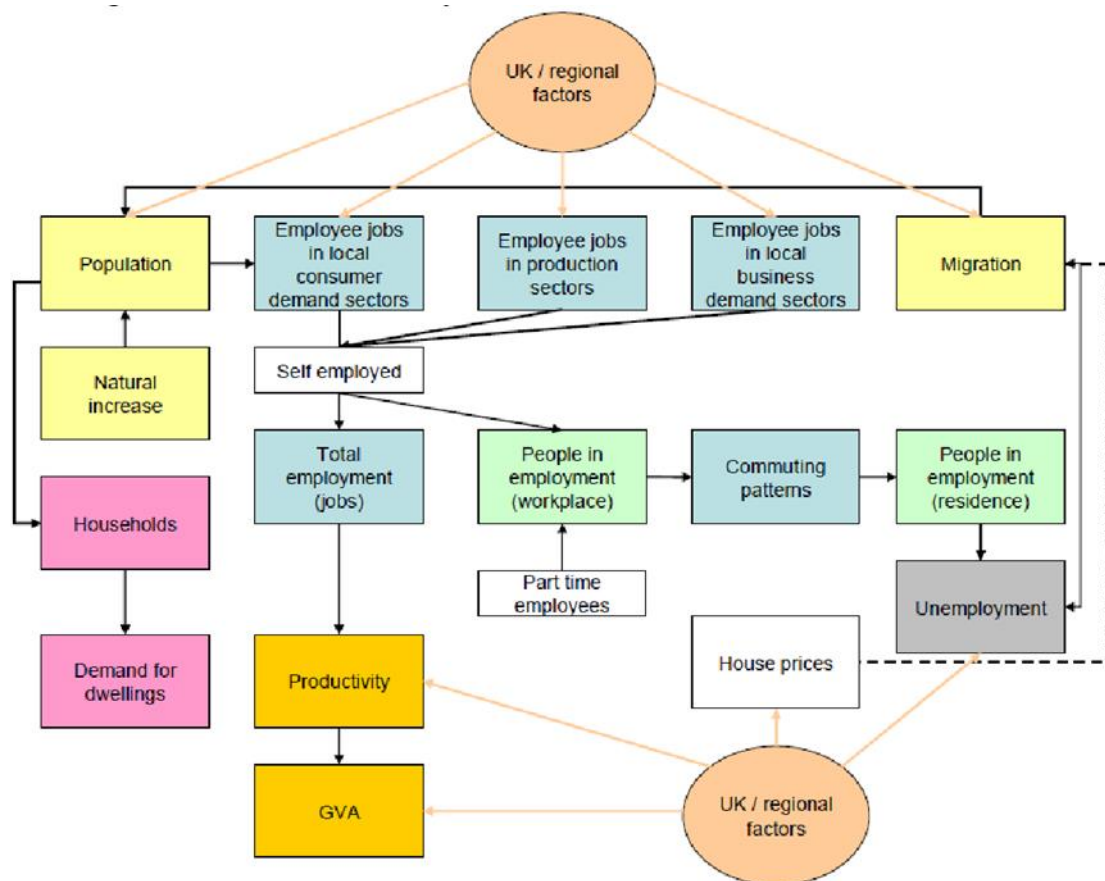 UK / regional
factors
Population
Employee jobs
in local
consumer
demand sectors
Employee jobs
in production
sectors
Employee jobs
in local
business
demand sectors
Migration
Natural
increase
Self employed
Total
employment
(jobs)
People in
employment
(workplace)
Commuting
patterns
People in
employment
(residence)
Households
Part time
employees
Unemployment
Demand for
dwellings
Productivity
House prices
GVA
UK / regional
factors